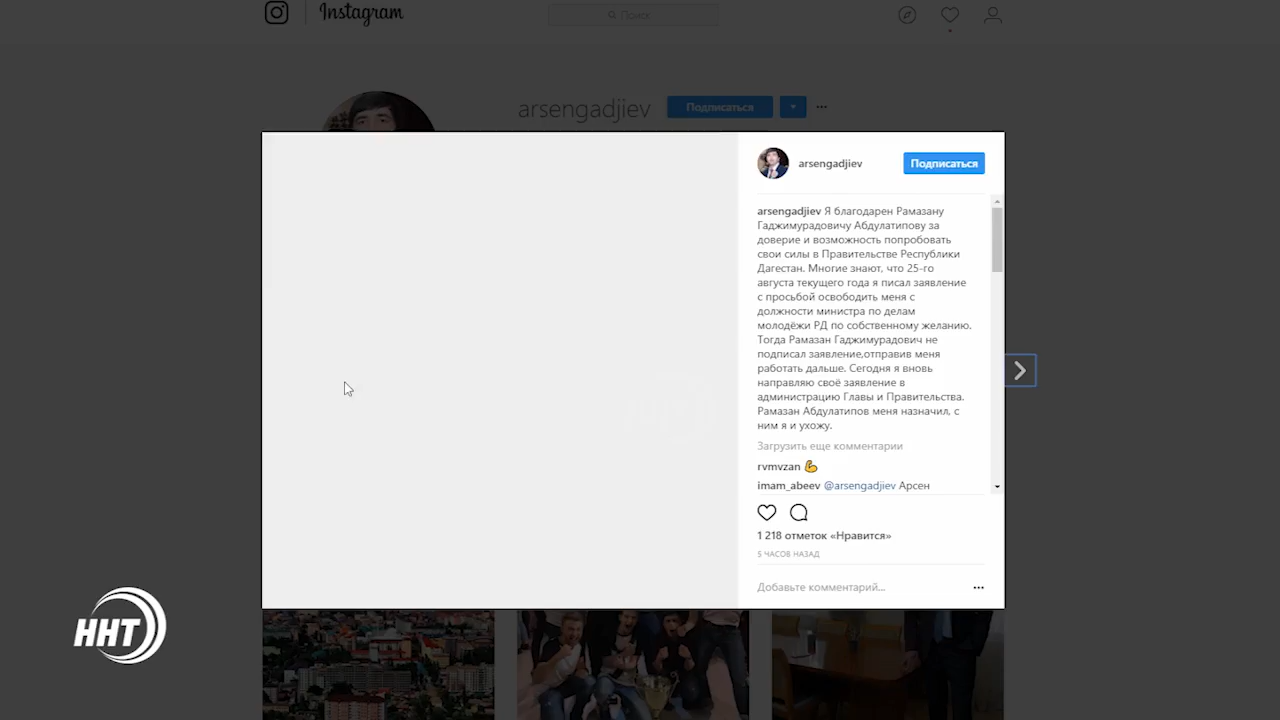 Instagram
Поиск
arsengadjiev
Подписаться
arsengadjiev
Подписаться
arsengadjiev Я благодарен Рамазану
Гаджимурадовичу Абдулатипову за
доверие и возможность попробовать
свои силы в Правительстве Республики
Дагестан. Многие знают, что 25-го
августа текущего года я писал заявление
с просьбой освободить меня с
должности министра по делам
молодёжи РД по собственному желанию.
Тогда Рамазан Гаджимурадович не
подписал заявление,отправив меня
работать дальше. Сегодня я вновь
направляю своё заявление в
администрацию Главы и Правительства.
Рамазан Абдулатипов меня назначил, с
ним я и ухожу.
Загрузить еще комментарии
rvmvzan 💪
imam_abeev @arsengadjiev Арсен
1 218 отметок «Нравится»
5 ЧАСОВ НАЗАД
Добавьте комментарий...
ННТ